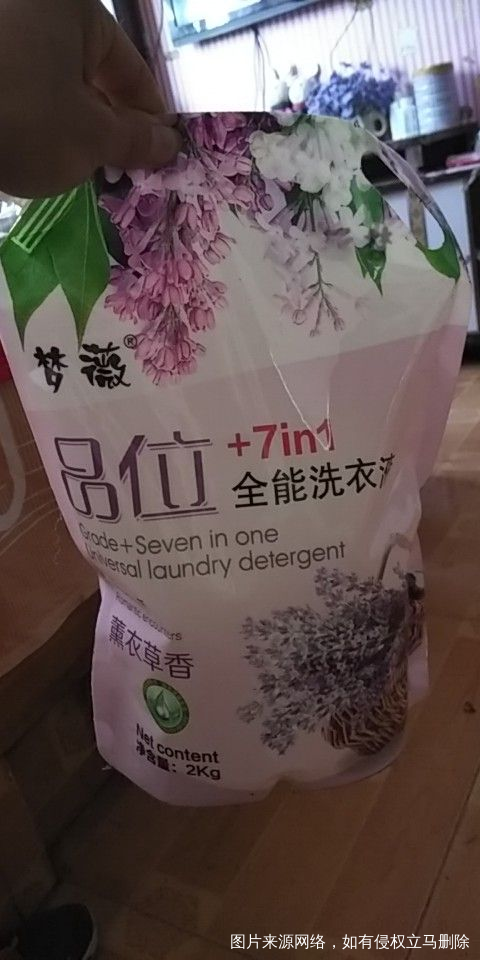 梦薇®
品位
+7in1
全能洗衣液
Grade+Seven in one
Universal laundry detergent
薰衣草香
Net content
净含量：2Kg
图片来源网络，如有侵权立马删除